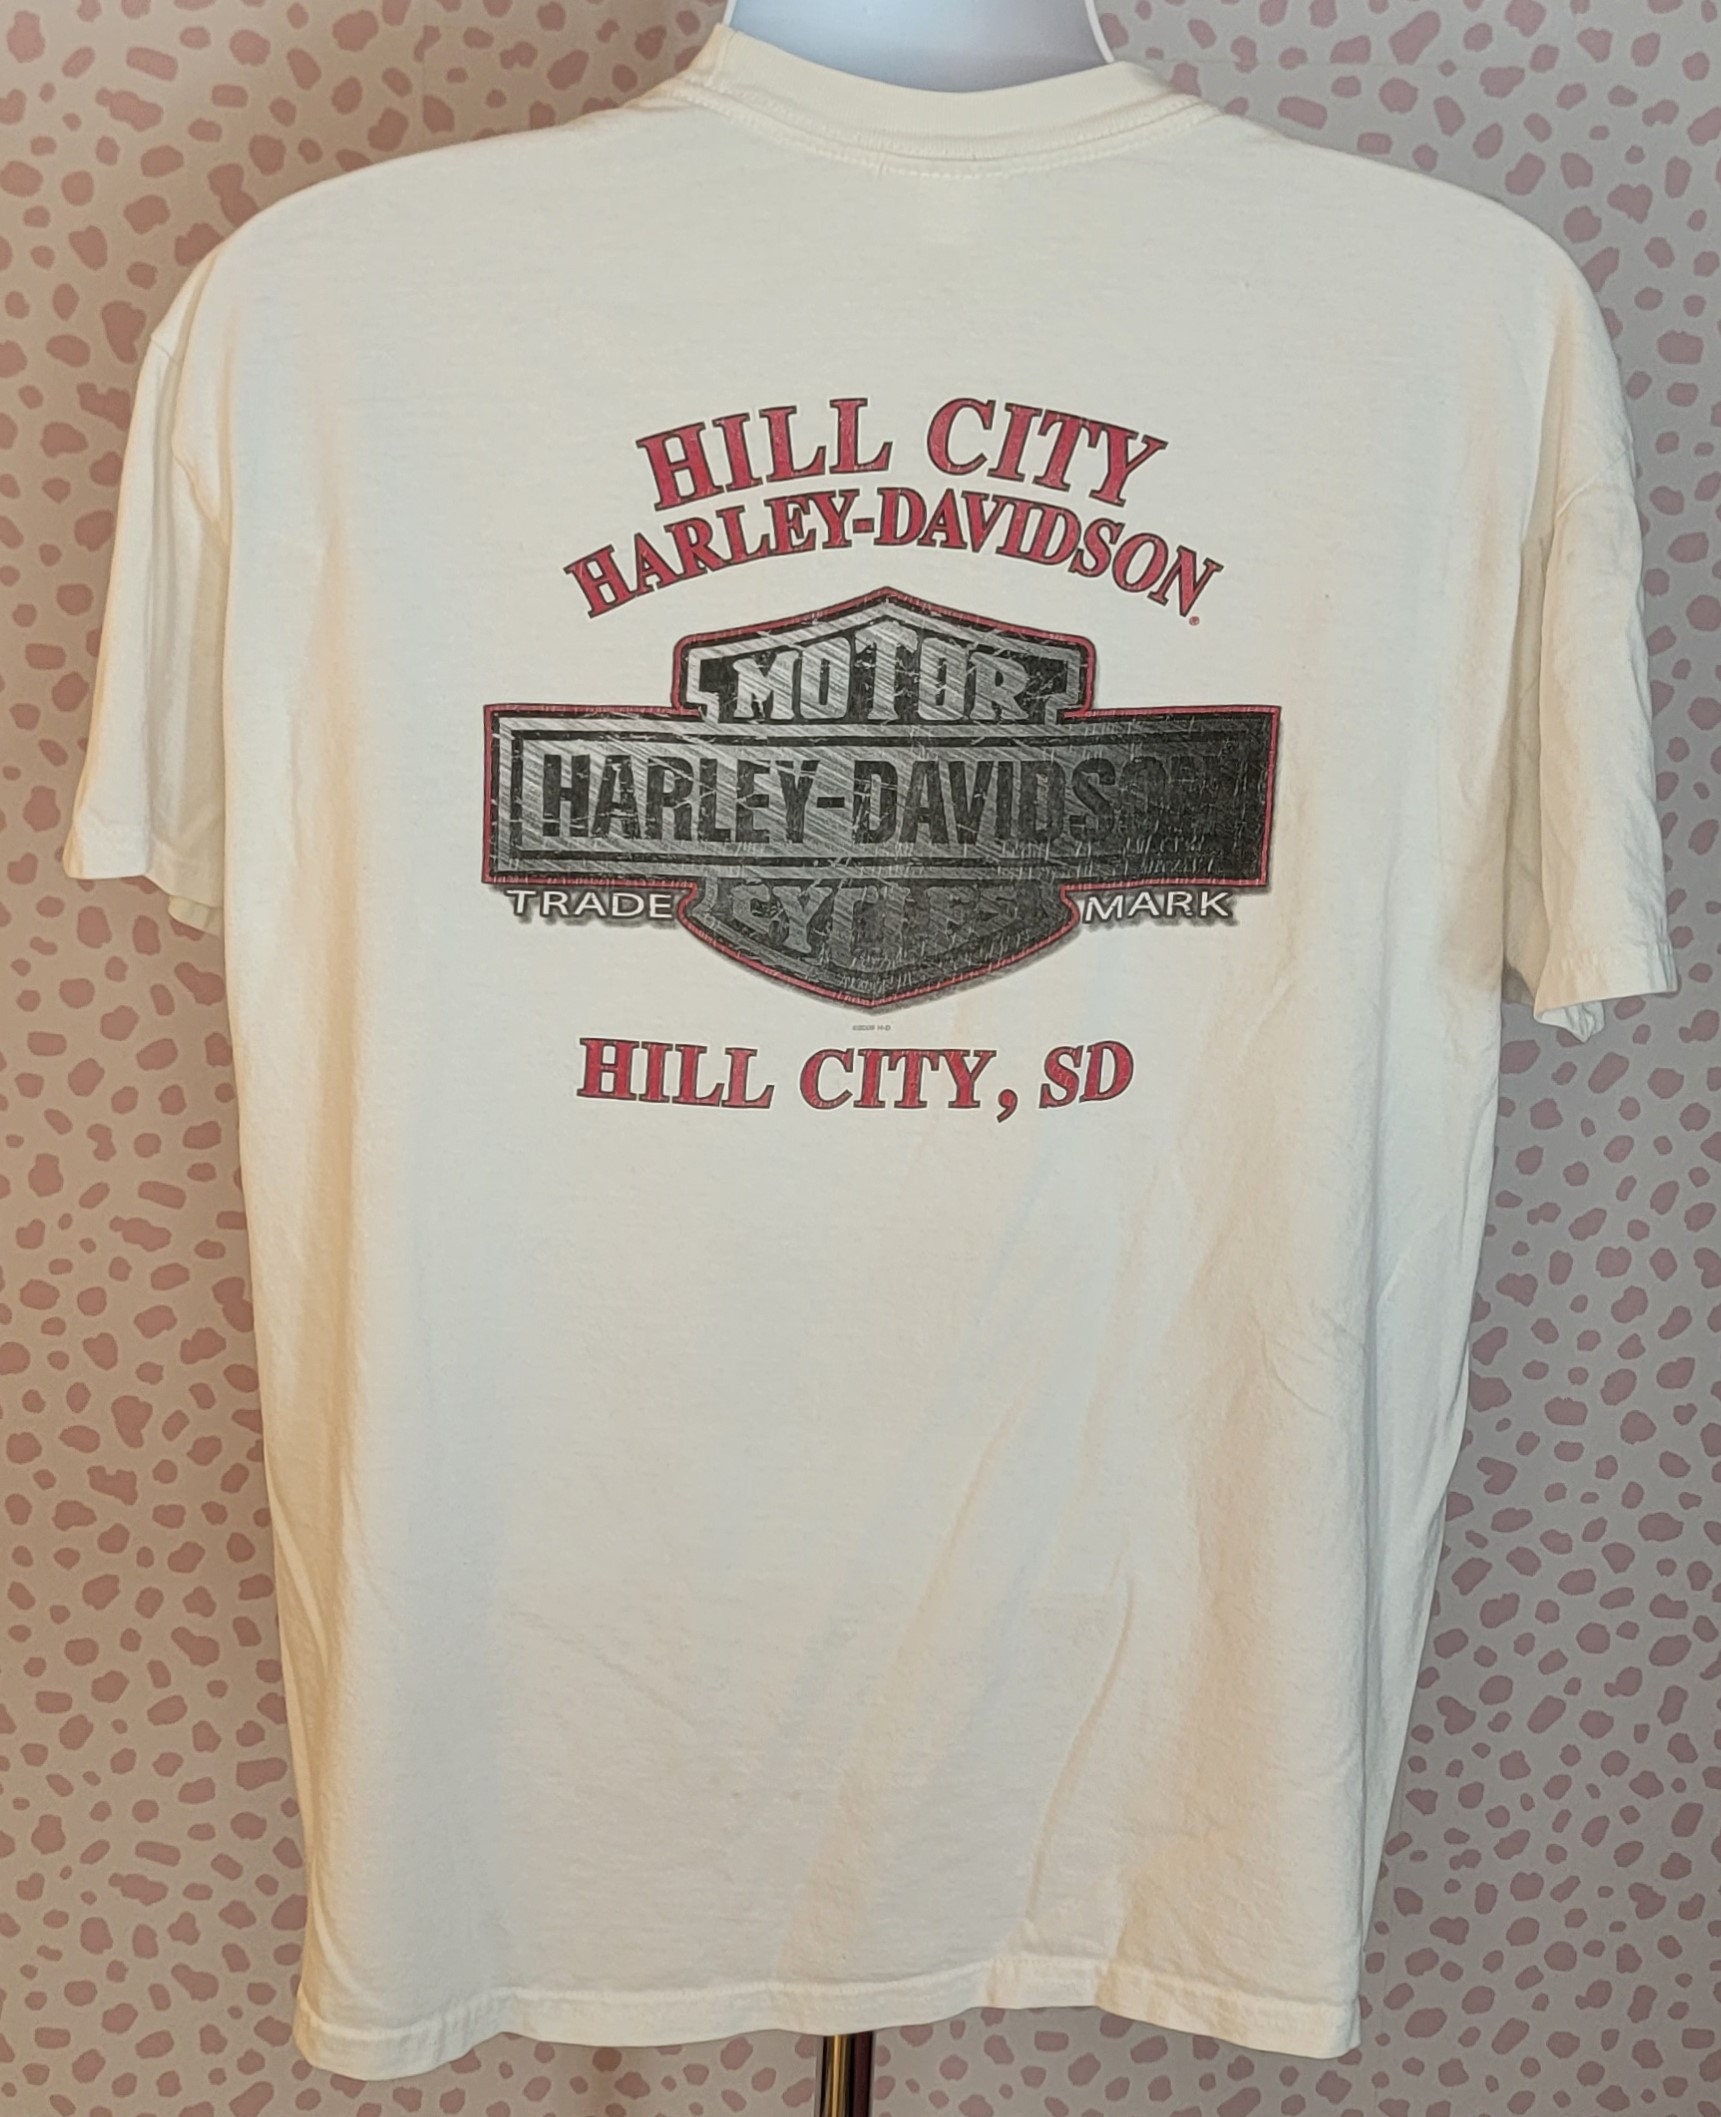 HILL CITY
HARLEY-DAVIDSON
MOTOR
HARLEY-DAVIDSON
TRADE MARK
CYCLES
HILL CITY, SD